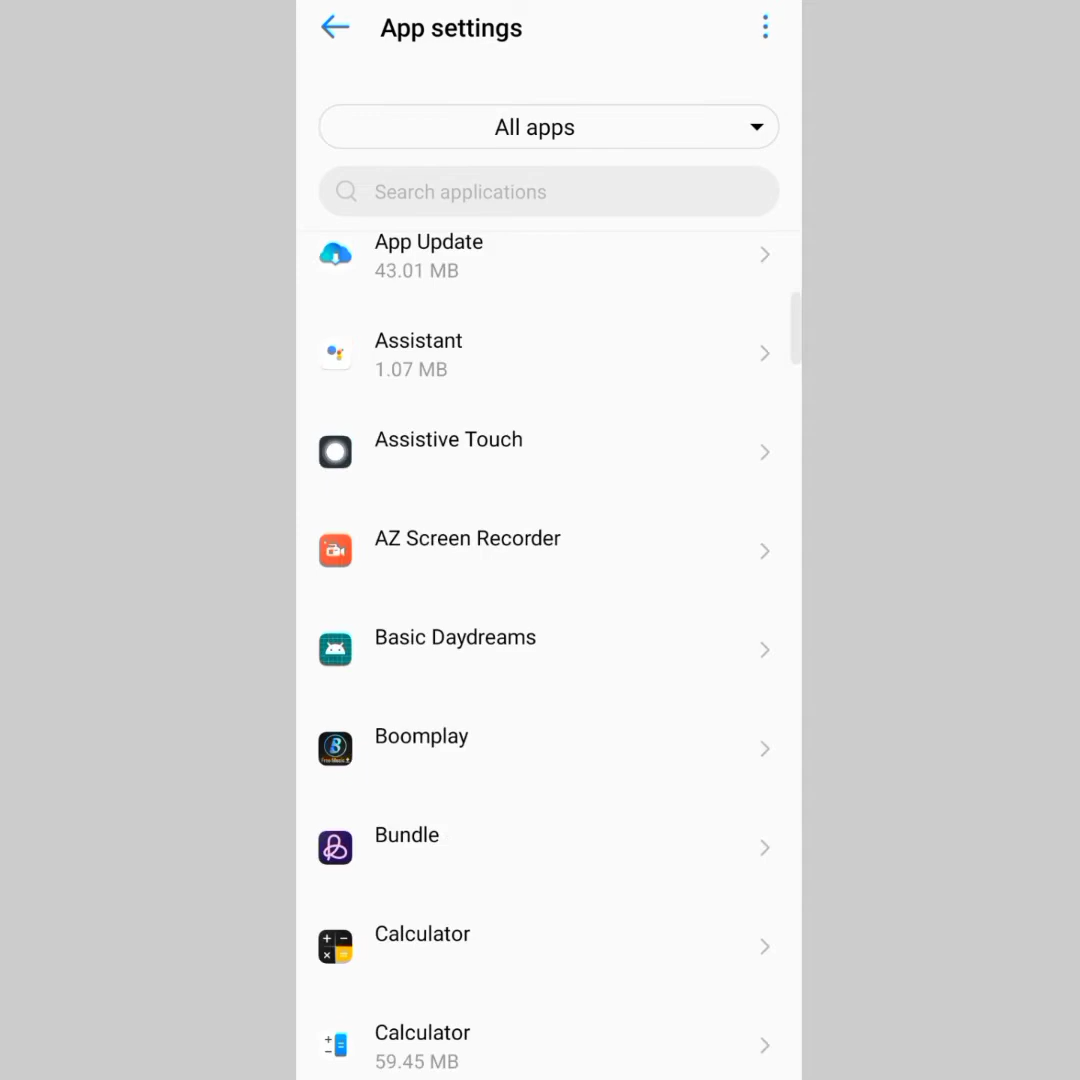 App settings
All apps
Search applications
App Update
43.01 MB
Assistant
1.07 MB
Assistive Touch
AZ Screen Recorder
Basic Daydreams
Boomplay
Bundle
Calculator
Calculator
59.45 MB